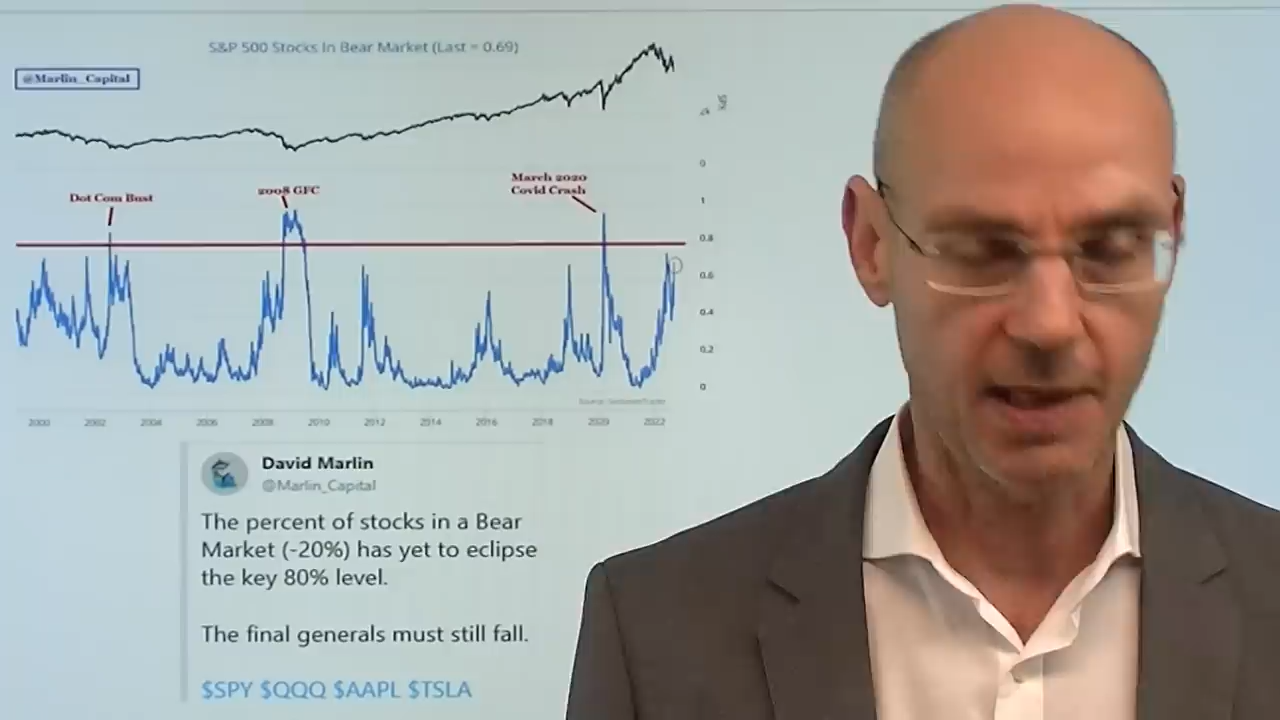 S&P 500 Stocks In Bear Market (Last = 0.69)
@Marlin_Capital
SPX
2k
0
Dot Com Bust
2008 GFC
March 2020
Covid Crash
1
0.8
0.6
0.4
0.2
0
2000 2002 2004 2006 2008 2010 2012 2014 2016 2018 2020 2022
David Marlin
@Marlin_Capital
The percent of stocks in a Bear
Market (-20%) has yet to eclipse
the key 80% level.
The final generals must still fall.
$SPY $QQQ $AAPL $TSLA